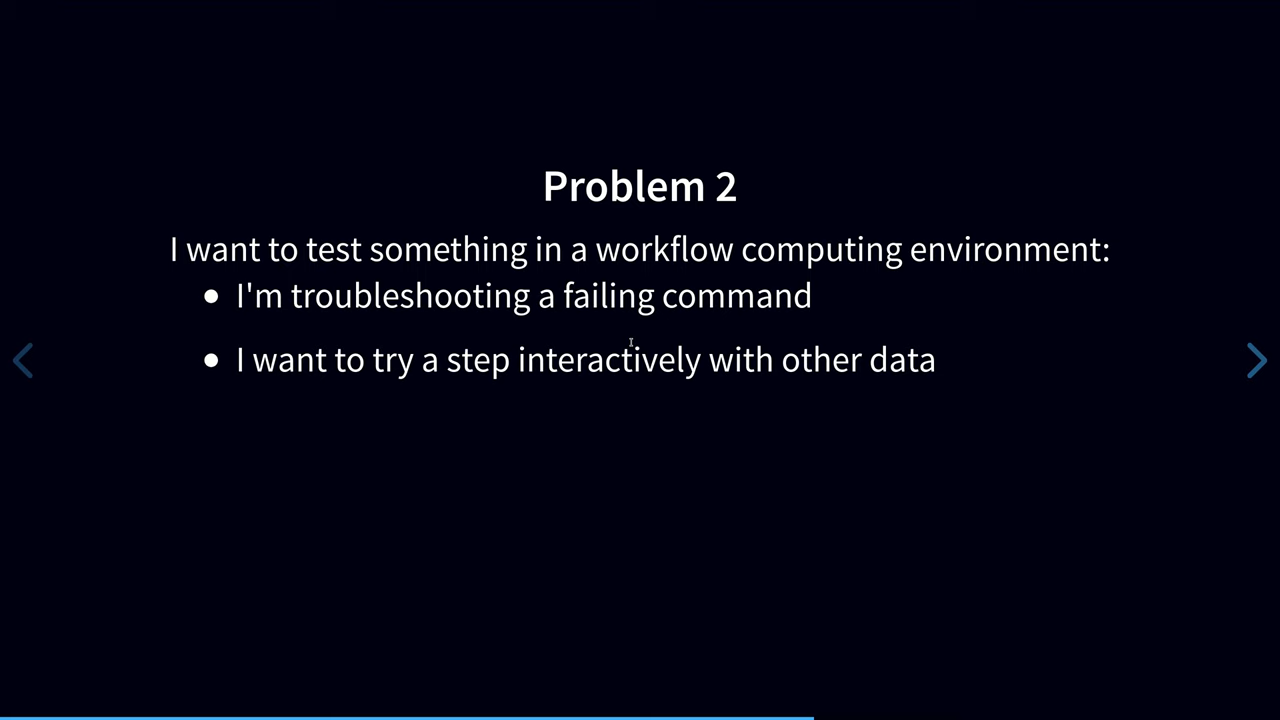 Problem 2
I want to test something in a workflow computing environment:
I'm troubleshooting a failing command
I want to try a step interactively with other data